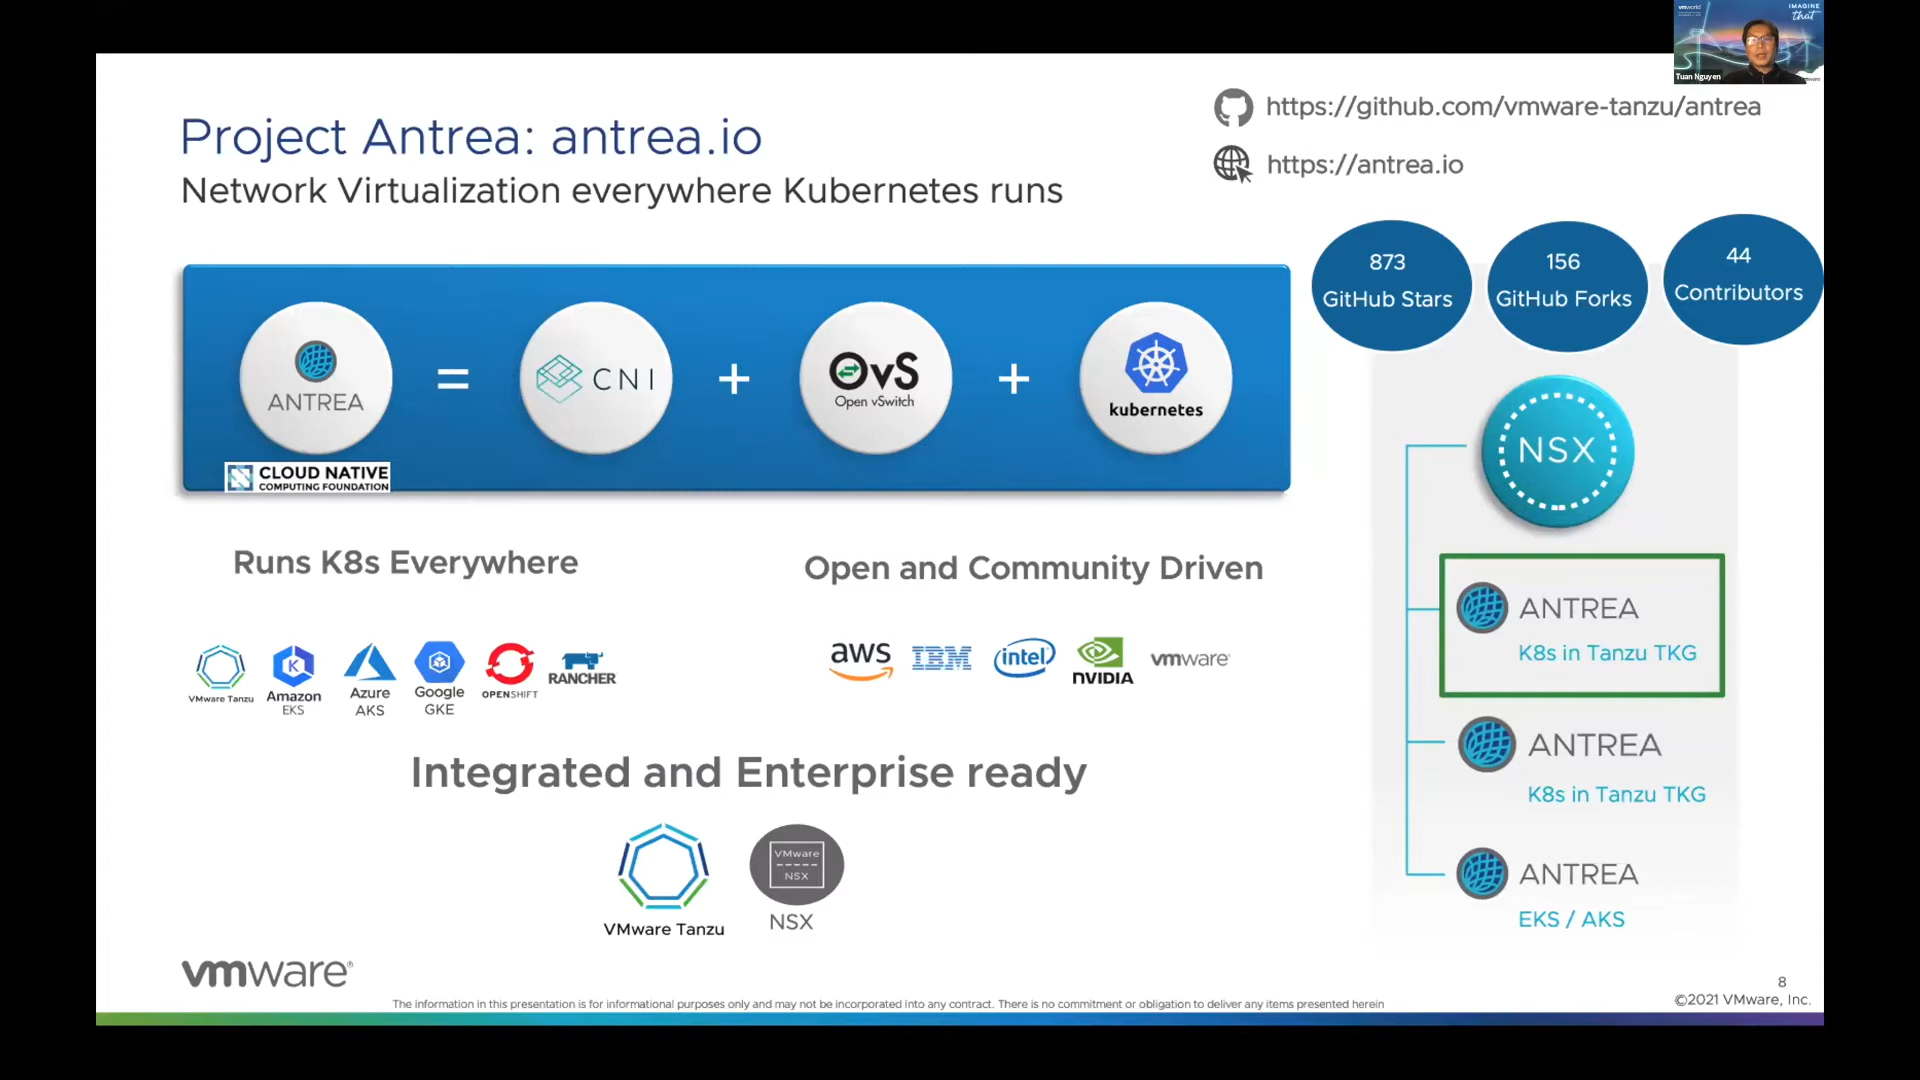 vmworld
IMAGINE
that
Tuan Nguyen
Project Antrea: antrea.io
Network Virtualization everywhere Kubernetes runs
https://github.com/vmware-tanzu/antrea
https://antrea.io
873
GitHub Stars
156
GitHub Forks
44
Contributors
ANTREA
=
CNI
+
OvS
Open vSwitch
+
kubernetes
CLOUD NATIVE
COMPUTING FOUNDATION
NSX
ANTREA
K8s in Tanzu TKG
ANTREA
K8s in Tanzu TKG
ANTREA
EKS / AKS
Runs K8s Everywhere
VMware Tanzu
Amazon
EKS
Azure
AKS
Google
GKE
OPENSHIFT
RANCHER
Open and Community Driven
aws
IBM
intel
NVIDIA
vmware
Integrated and Enterprise ready
VMware Tanzu
VMware
NSX
NSX
vmware®
The information in this presentation is for informational purposes only and may not be incorporated into any contract. There is no commitment or obligation to deliver any items presented herein
8
©2021 VMware, Inc.